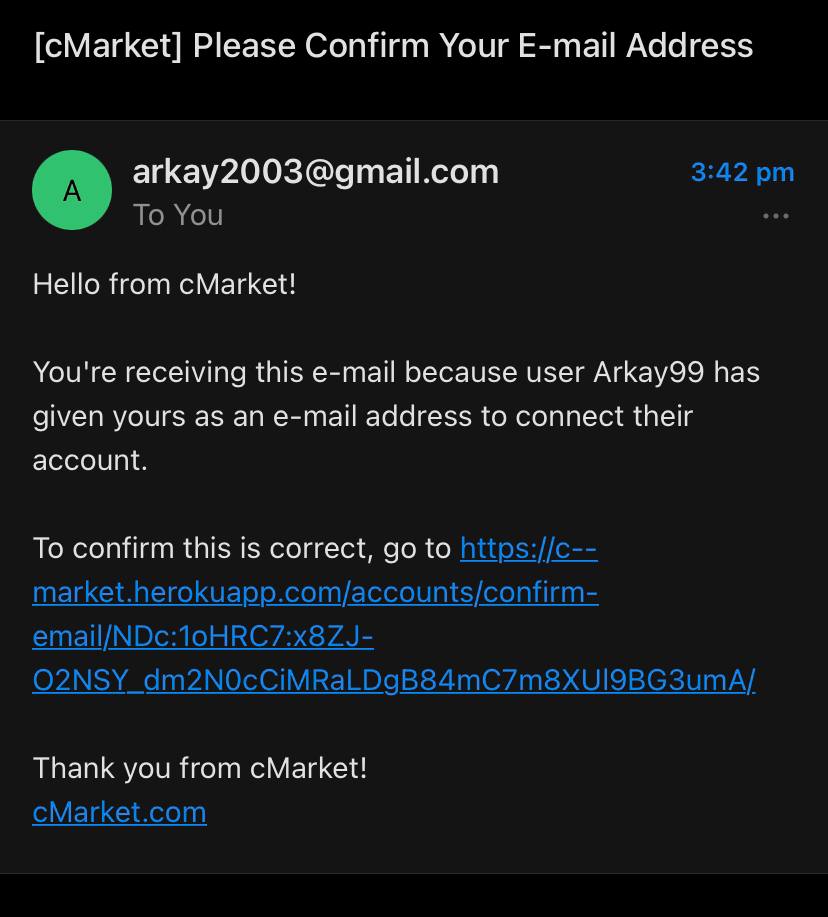 [cMarket] Please Confirm Your E-mail Address
A
arkay2003@gmail.com
3:42 pm
To You
...
Hello from cMarket!
You're receiving this e-mail because user Arkay99 has
given yours as an e-mail address to connect their
account.
To confirm this is correct, go to https://c--
market.herokuapp.com/accounts/confirm-
email/NDc:1oHRC7:x8ZJ-
O2NSY_dm2N0cCiMRaLDgB84mC7m8XUl9BG3umA/
Thank you from cMarket!
cMarket.com